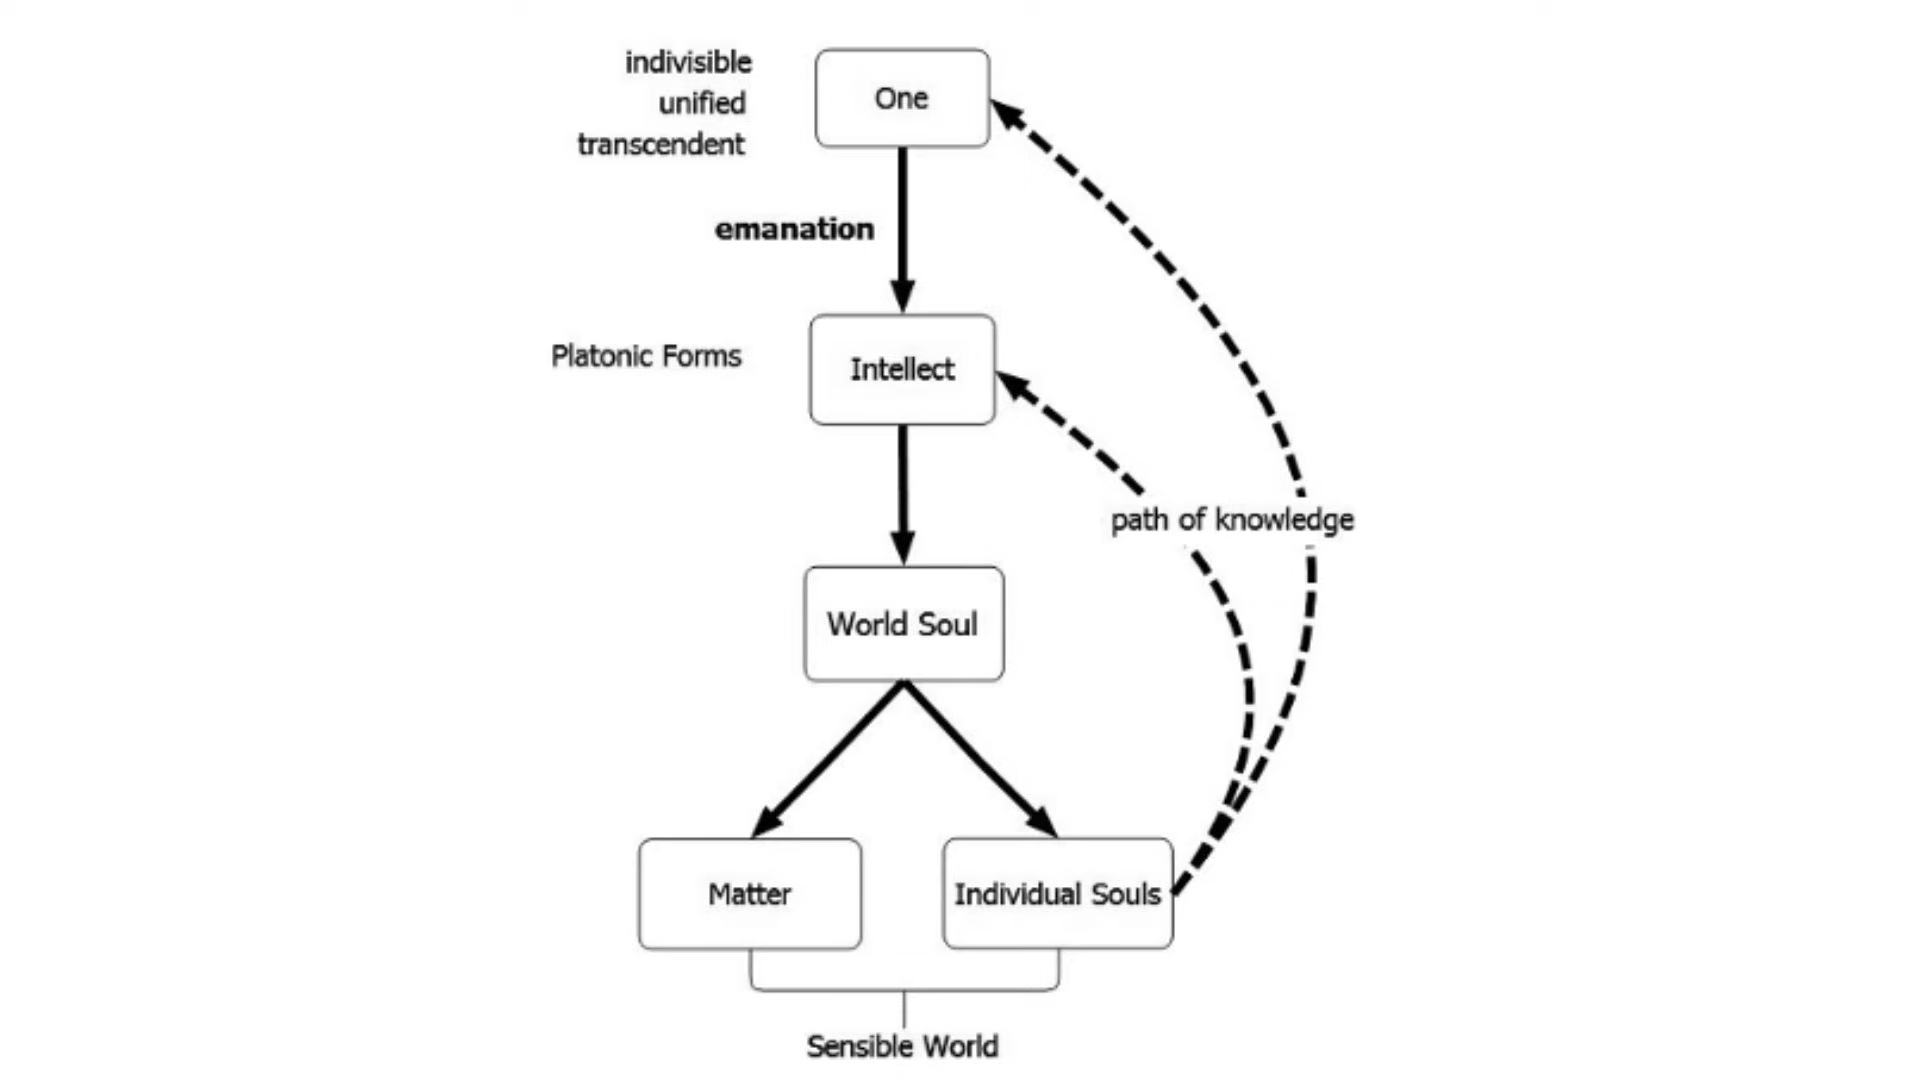 indivisible
unified
transcendent
One
emanation
Platonic Forms
Intellect
path of knowledge
World Soul
Matter
Individual Souls
Sensible World